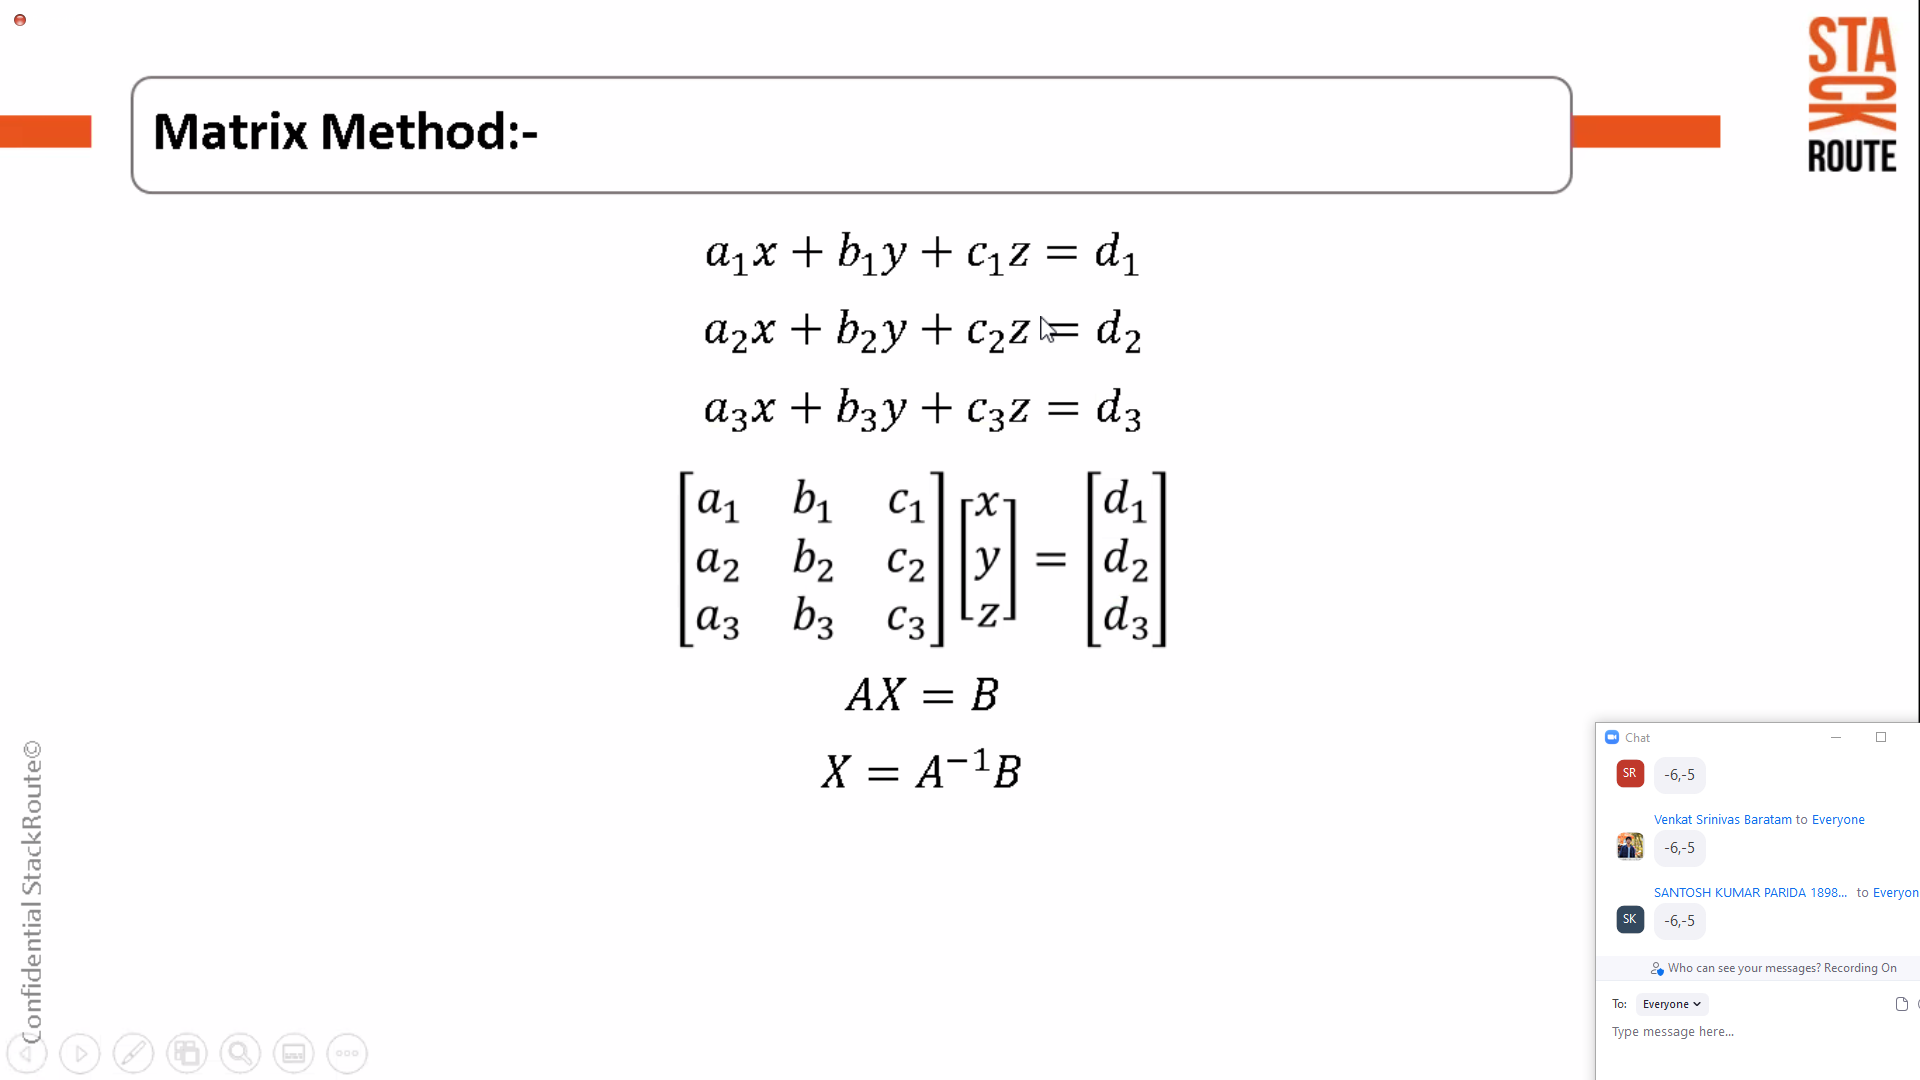 STA
CK
ROUTE
Matrix Method:-
a₁x + b₁y + c₁z = d₁
a₂x + b₂y + c₂z = d₂
a₃x + b₃y + c₃z = d₃
[a₁ b₁ c₁] [x] = [d₁]
[a₂ b₂ c₂] [y] = [d₂]
[a₃ b₃ c₃] [z] = [d₃]
AX = B
X = A⁻¹B
Confidential StackRoute©
Chat
SR
-6,-5
Venkat Srinivas Baratam to Everyone
-6,-5
SANTOSH KUMAR PARIDA 1898... to Everyon
SK
-6,-5
Who can see your messages? Recording On
To: Everyone
Type message here...